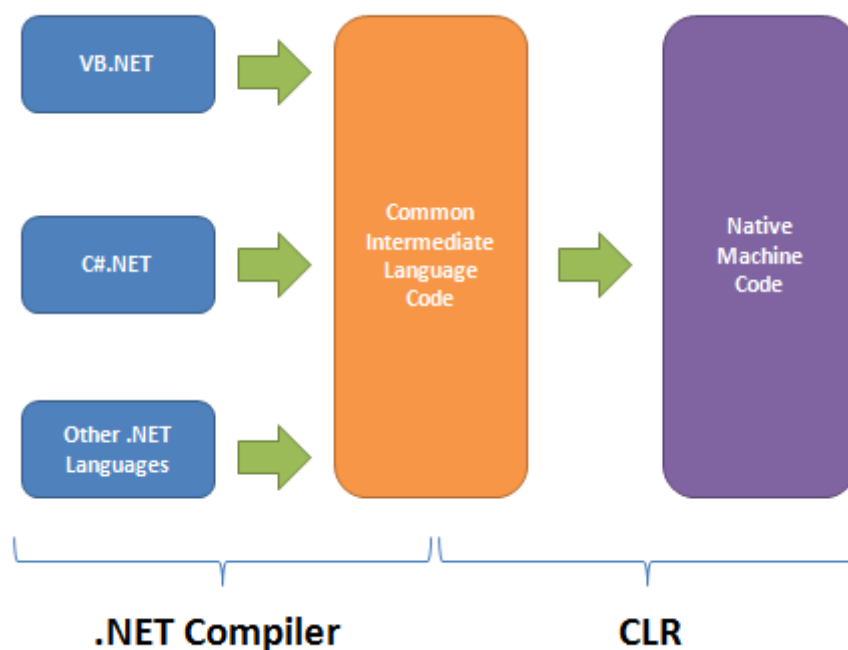 VB.NET
C#.NET
Other .NET
Languages
Common
Intermediate
Language
Code
Native
Machine
Code
.NET Compiler
CLR